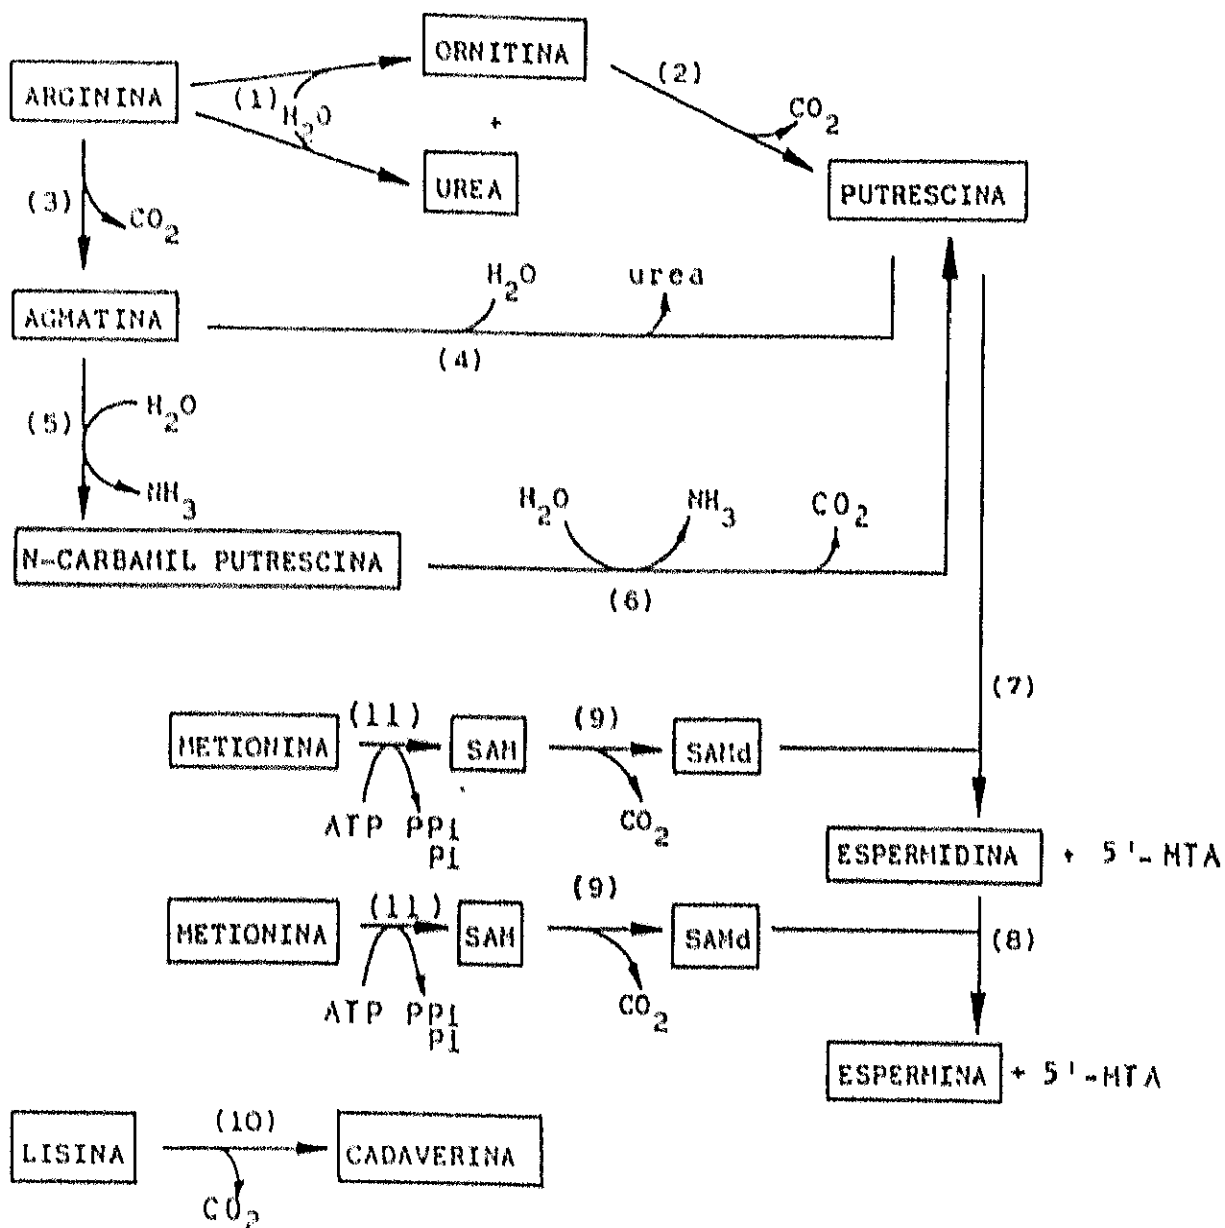 ORNITINA
(2)
ARGININA
(1)
H2O
H2O
+
CO2
UREA
PUTRESCINA
(3)
CO2
H2O
urea
AGMATINA
(4)
(5)
H2O
NH3
H2O
NH3
CO2
N-CARBAMIL PUTRESCINA
(6)
(7)
(11)
(9)
METIONINA
SAM
SAMd
ATP PPi
Pi
CO2
ESPERMIDINA + 5'-MTA
(11)
(9)
METIONINA
SAM
SAMd
(8)
ATP PPi
Pi
CO2
ESPERMINA + 5'-MTA
(10)
LISINA
CADAVERINA
CO2